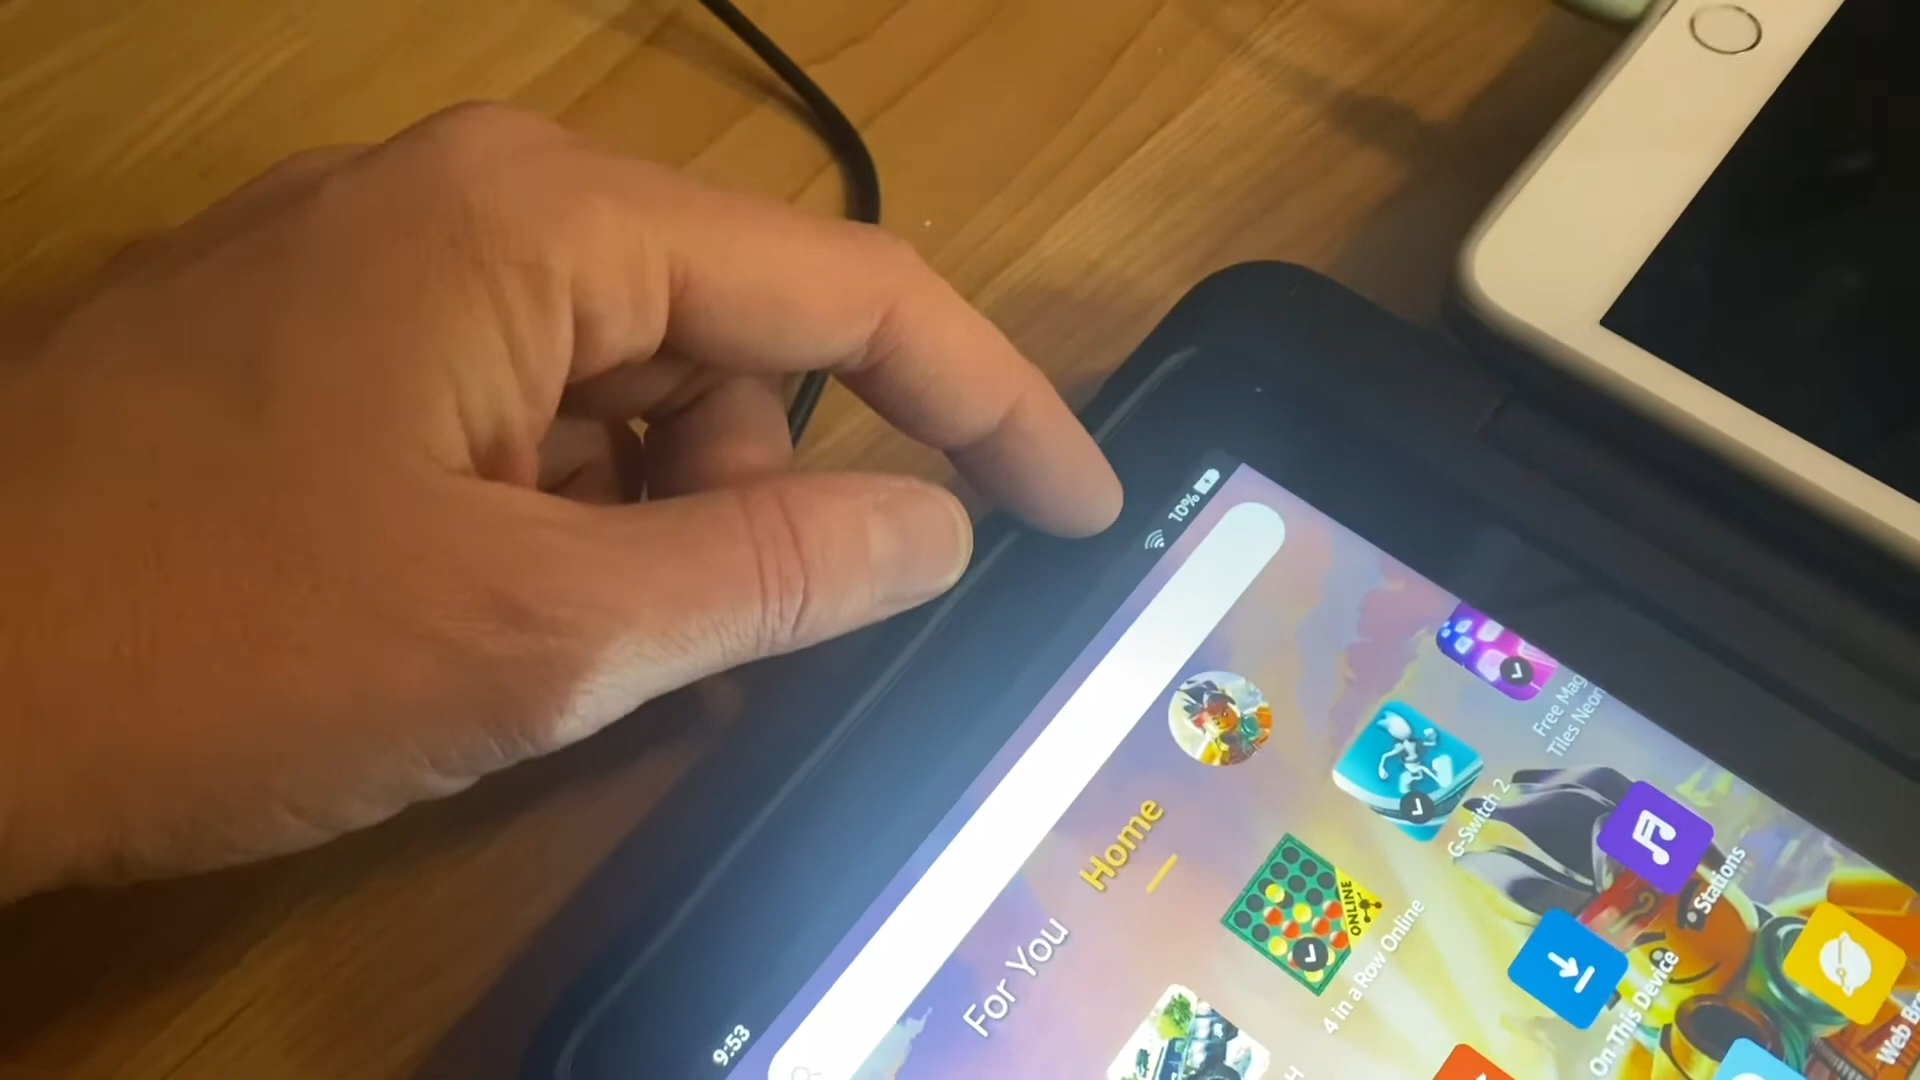 9:53
10%
For You
Home
Free Mag
Tiles Neon
G-Switch 2
4 in a Row Online
ONLINE
Stations
On This Device
Web Br
H